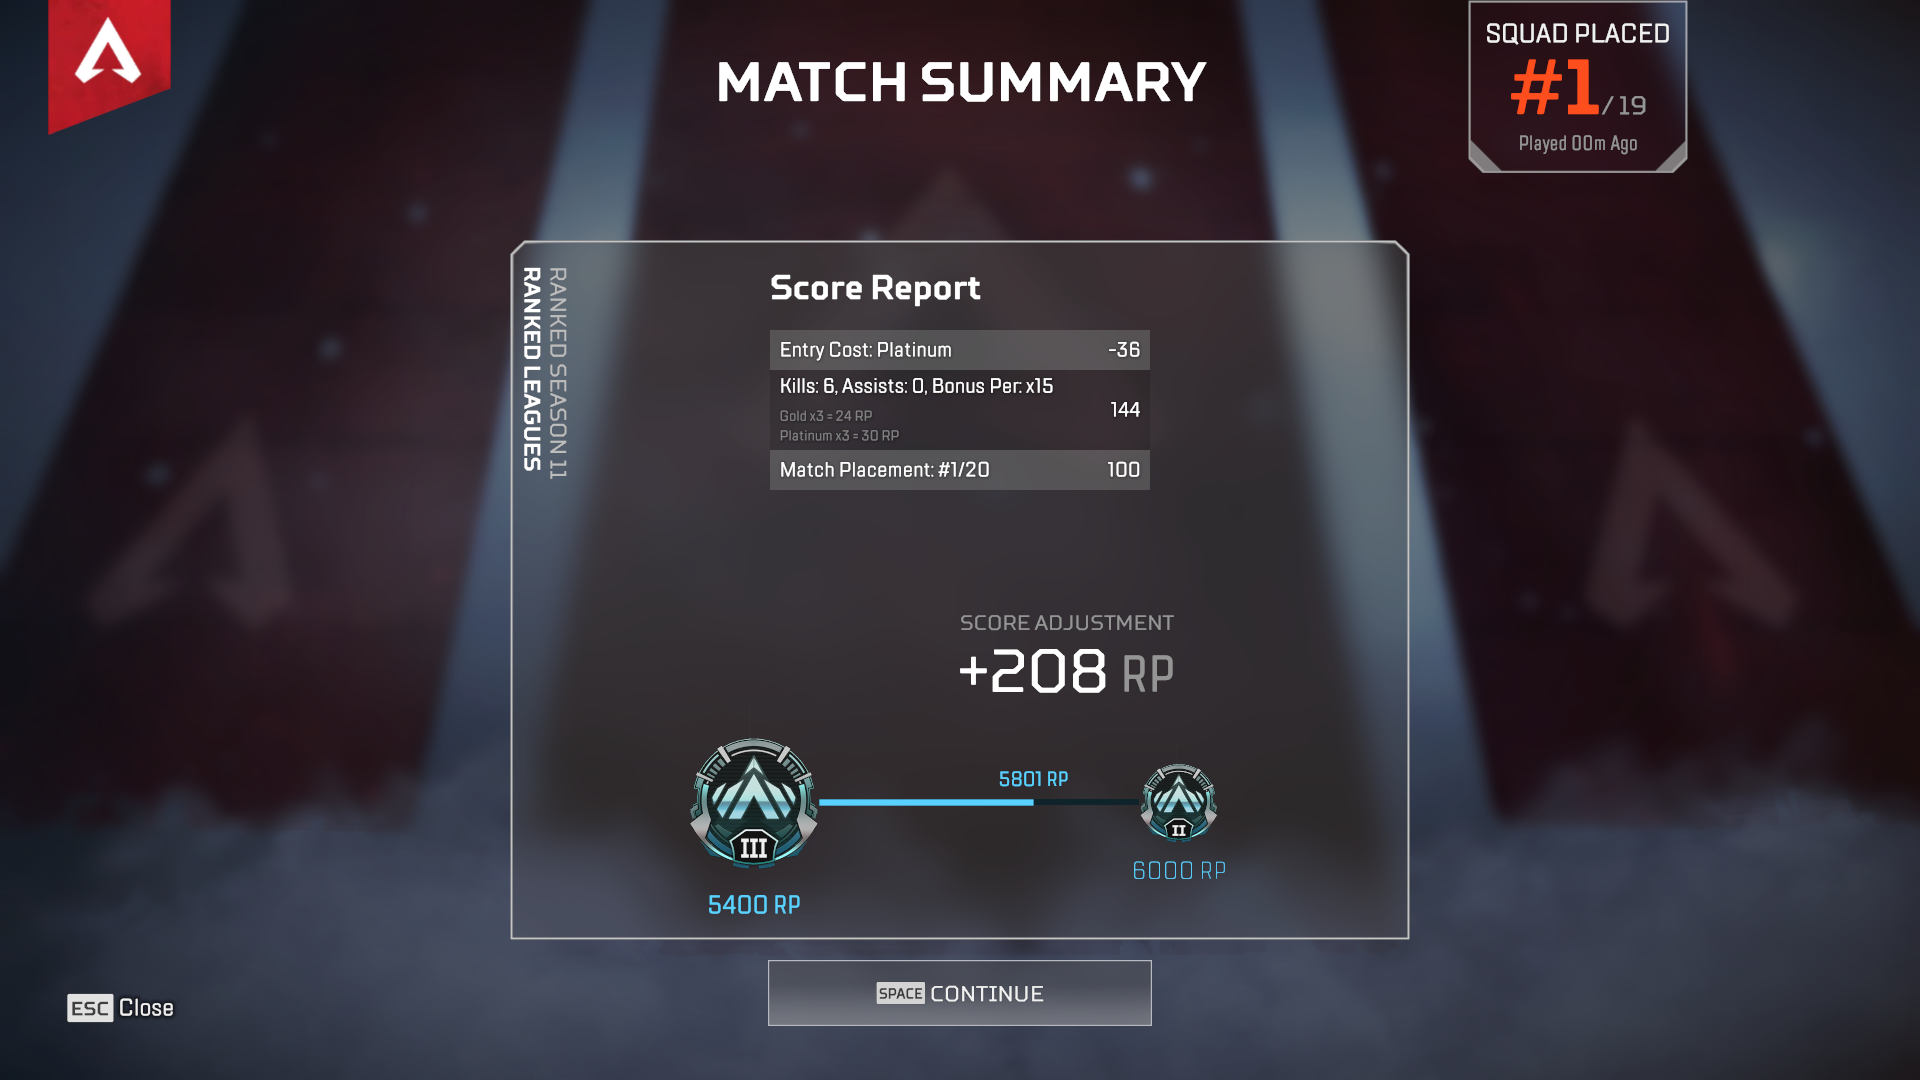 MATCH SUMMARY
SQUAD PLACED
#1/19
Played 00m Ago
RANKED SEASON 11
RANKED LEAGUES
Score Report
Entry Cost: Platinum -36
Kills: 6, Assists: 0, Bonus Per: x15
144
Gold x3 = 24 RP
Platinum x3 = 30 RP
Match Placement: #1/20 100
SCORE ADJUSTMENT
+208 RP
5801 RP
III
II
6000 RP
5400 RP
SPACE CONTINUE
ESC Close